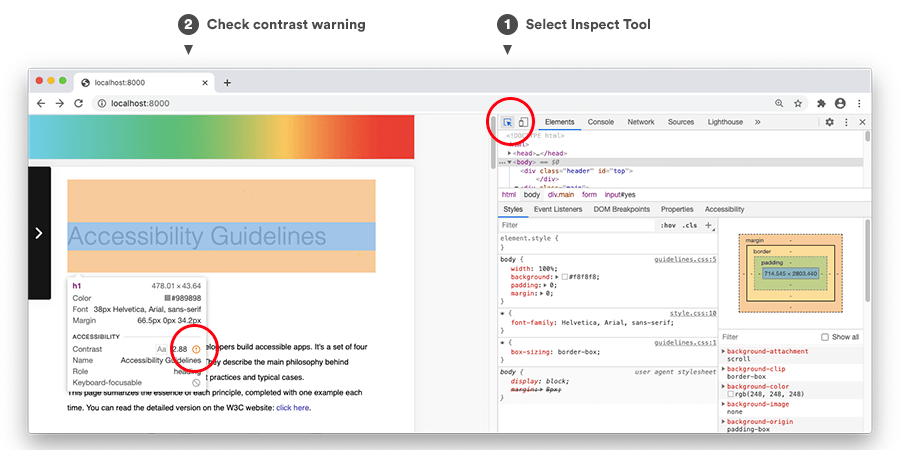 2 Check contrast warning
1 Select Inspect Tool
localhost:8000
localhost:8000
Accessibility Guidelines
h1 478.01 × 43.64
Color #989898
Font 38px Helvetica, Arial, sans-serif
Margin 66.5px 0px 34.2px
ACCESSIBILITY
Contrast Aa 2.88
Name Accessibility Guidelines
Role heading
Keyboard-focusable
developers build accessible apps. It's a set of four
They describe the main philosophy behind
practices and typical cases.
This page sumarizes the essence of each principle, completed with one example each
time. You can read the detailed version on the W3C website: click here.
Elements Console Network Sources Lighthouse »
<!DOCTYPE html>
<html>
▶<head>…</head>
…▼<body> == $0
<div class="header" id="top">
</div>
▼<div class="main">
html body div.main form input#yes
Styles Event Listeners DOM Breakpoints Properties Accessibility
Filter :hov .cls +
element.style {
}
body { guidelines.css:5
width: 100%;
background: ▶ #f8f8f8;
padding: ▶ 0;
margin: ▶ 0;
}
* { style.css:10
font-family: Helvetica, Arial, sans-serif;
}
* { guidelines.css:1
box-sizing: border-box;
}
body { user agent stylesheet
display: block;
margin: ▶ 8px;
}
margin -
border -
padding -
- - - 714.545 × 2803.440 - - -
-
-
-
Filter Show all
▶ background-attachment
scroll
▶ background-clip
border-box
▶ background-color
rgb(248, 248, 248)
▶ background-image
none
▶ background-origin
padding-box